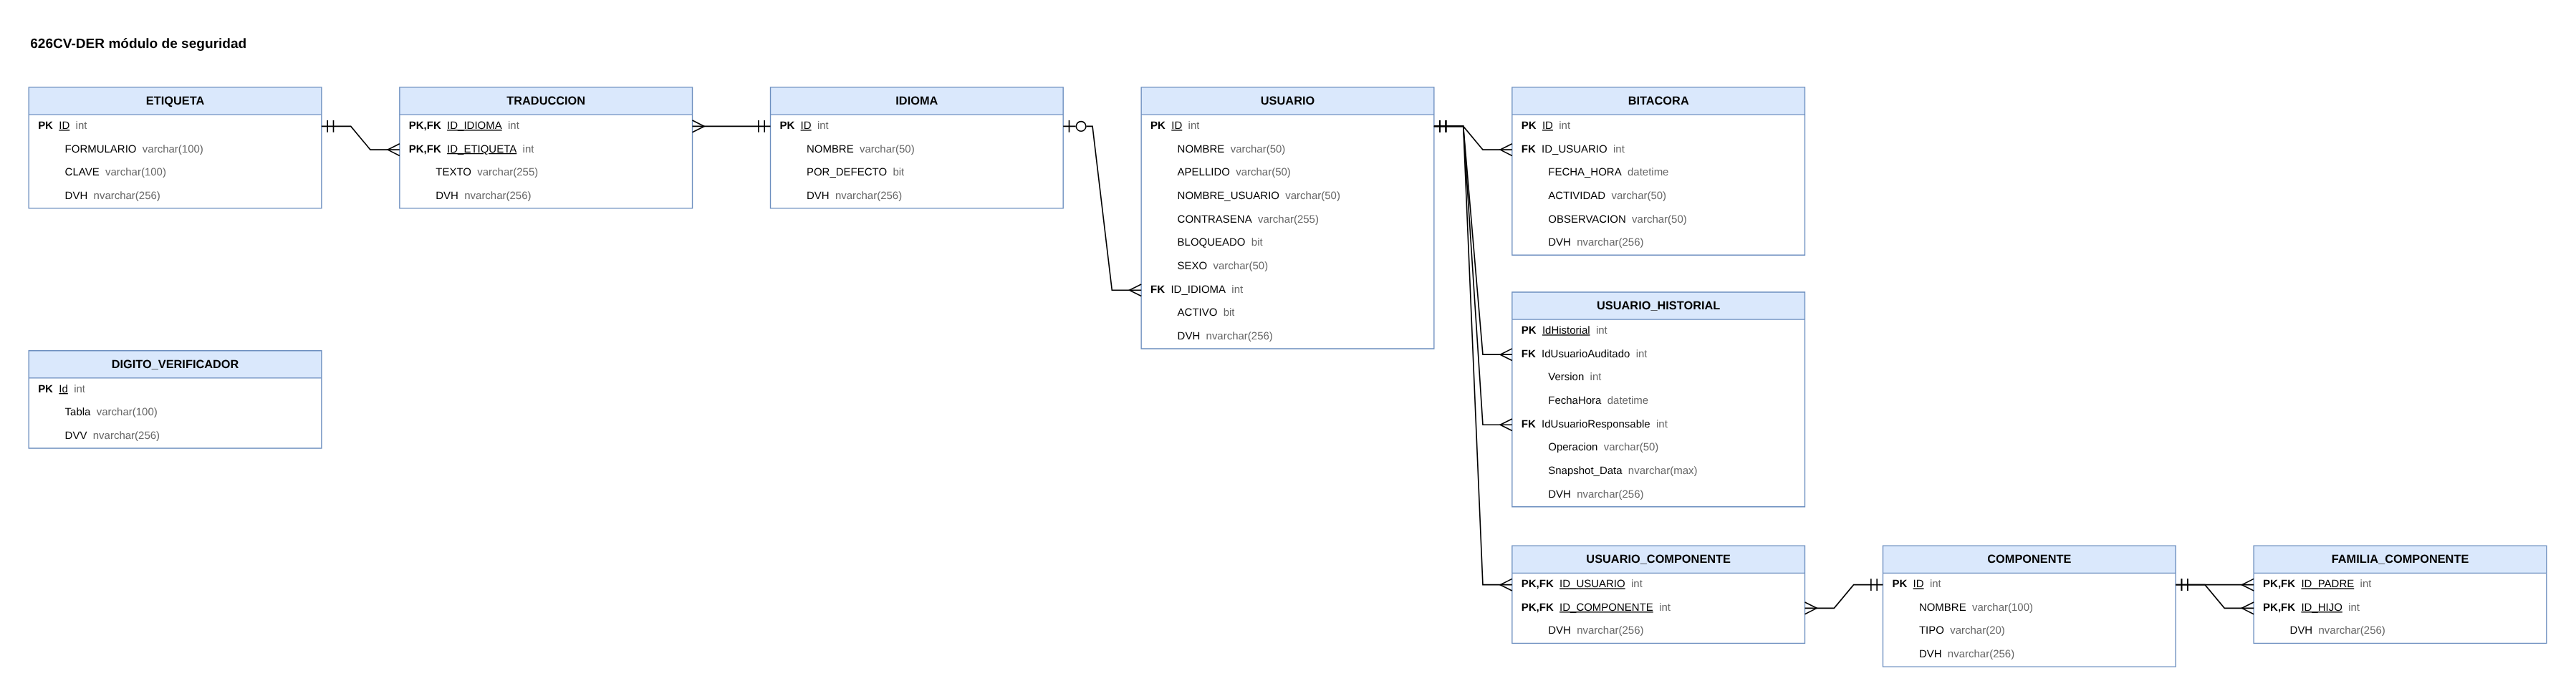 626CV-DER módulo de seguridad
ETIQUETA
PK ID int
FORMULARIO varchar(100)
CLAVE varchar(100)
DVH nvarchar(256)
TRADUCCION
PK,FK ID_IDIOMA int
PK,FK ID_ETIQUETA int
TEXTO varchar(255)
DVH nvarchar(256)
IDIOMA
PK ID int
NOMBRE varchar(50)
POR_DEFECTO bit
DVH nvarchar(256)
USUARIO
PK ID int
NOMBRE varchar(50)
APELLIDO varchar(50)
NOMBRE_USUARIO varchar(50)
CONTRASENA varchar(255)
BLOQUEADO bit
SEXO varchar(50)
FK ID_IDIOMA int
ACTIVO bit
DVH nvarchar(256)
BITACORA
PK ID int
FK ID_USUARIO int
FECHA_HORA datetime
ACTIVIDAD varchar(50)
OBSERVACION varchar(50)
DVH nvarchar(256)
USUARIO_HISTORIAL
PK IdHistorial int
FK IdUsuarioAuditado int
Version int
FechaHora datetime
FK IdUsuarioResponsable int
Operacion varchar(50)
Snapshot_Data nvarchar(max)
DVH nvarchar(256)
DIGITO_VERIFICADOR
PK Id int
Tabla varchar(100)
DVV nvarchar(256)
USUARIO_COMPONENTE
PK,FK ID_USUARIO int
PK,FK ID_COMPONENTE int
DVH nvarchar(256)
COMPONENTE
PK ID int
NOMBRE varchar(100)
TIPO varchar(20)
DVH nvarchar(256)
FAMILIA_COMPONENTE
PK,FK ID_PADRE int
PK,FK ID_HIJO int
DVH nvarchar(256)